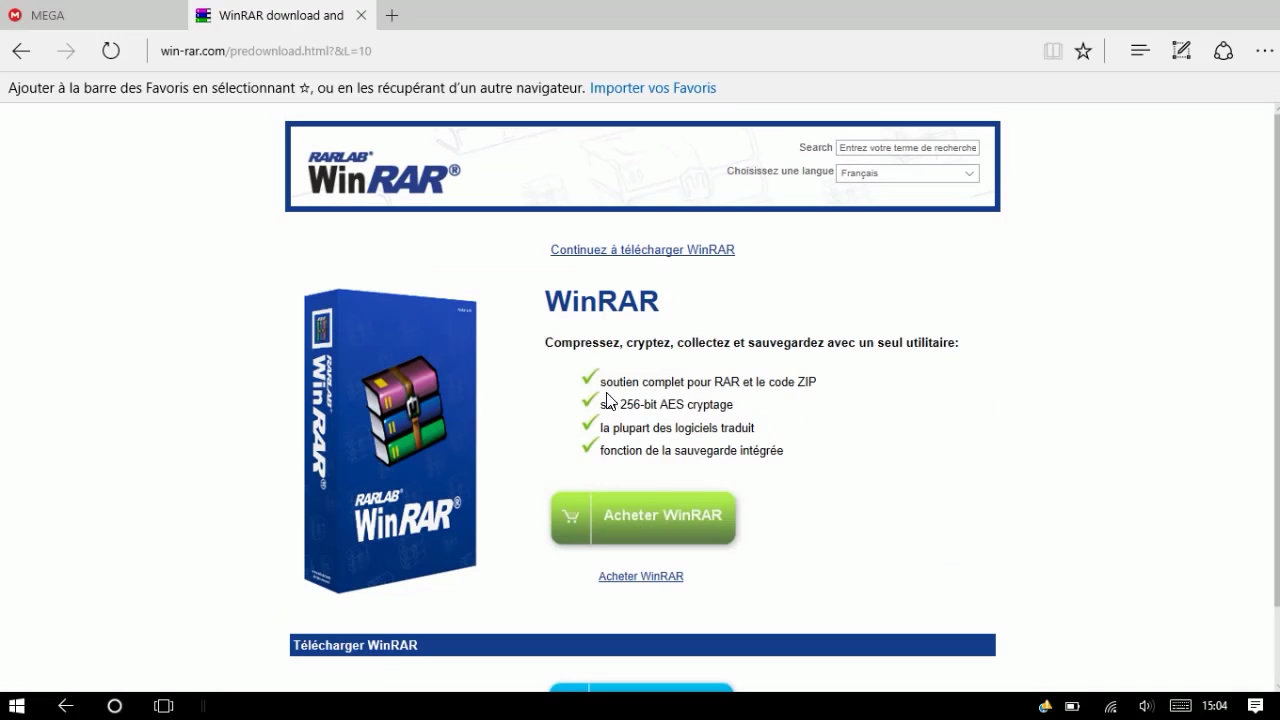 MEGA
WinRAR download and
win-rar.com/predownload.html?&L=10
Ajouter à la barre des Favoris en sélectionnant ☆, ou en les récupérant d'un autre navigateur. Importer vos Favoris
RARLAB®
WinRAR®
Search Entrez votre terme de recherche
Choisissez une langue Français
Continuez à télécharger WinRAR
WinRAR
Compressez, cryptez, collectez et sauvegardez avec un seul utilitaire:
soutien complet pour RAR et le code ZIP
256-bit AES cryptage
la plupart des logiciels traduit
fonction de la sauvegarde intégrée
RARLAB
WinRAR®
RARLAB®
WinRAR®
Acheter WinRAR
Acheter WinRAR
Télécharger WinRAR
15:04